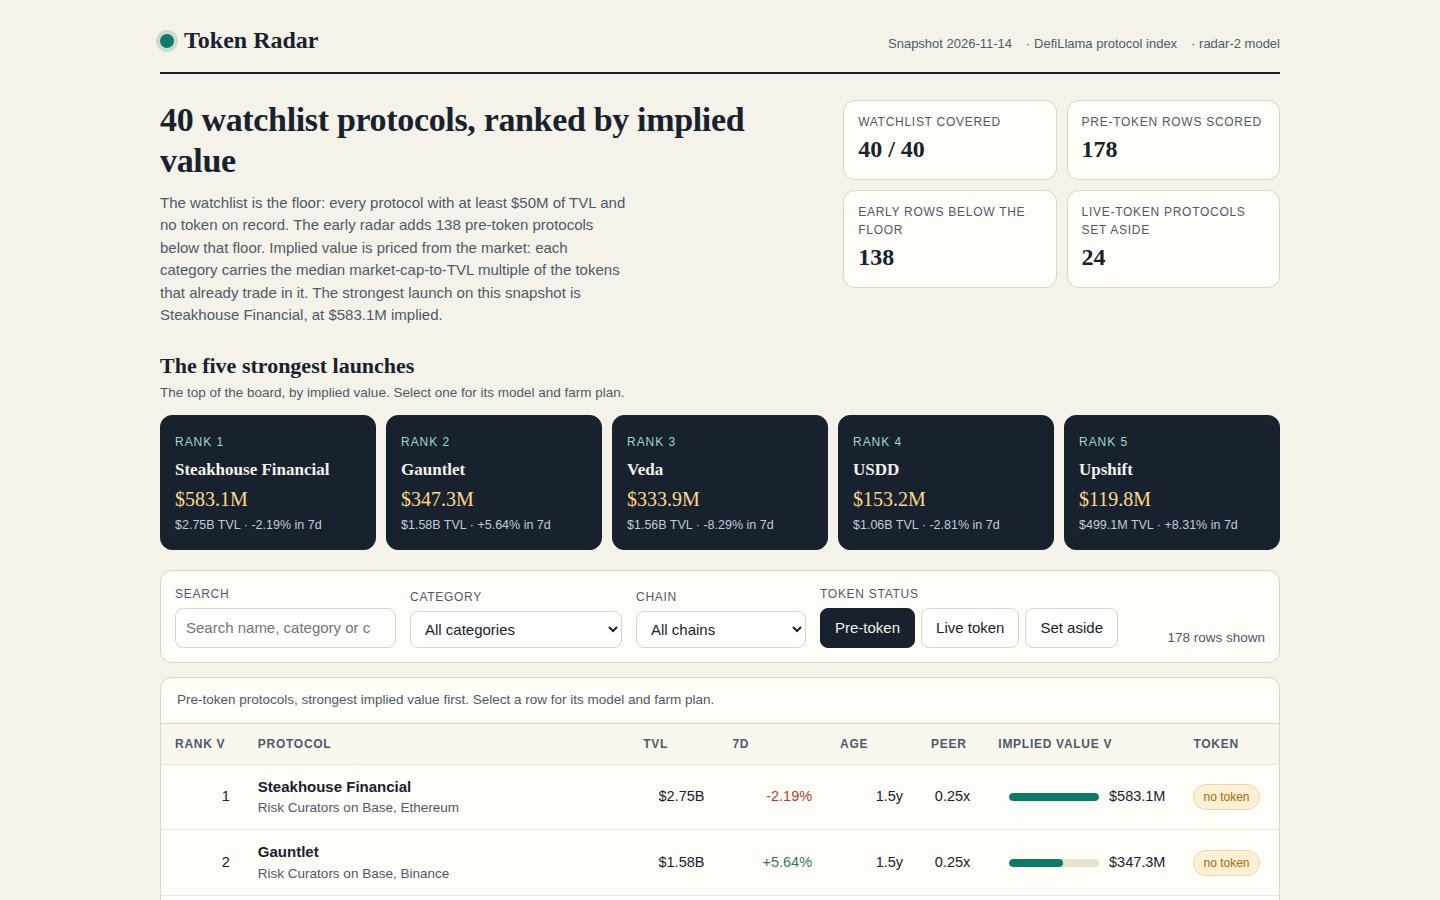 Token Radar
Snapshot 2026-11-14 · DefiLlama protocol index · radar-2 model
40 watchlist protocols, ranked by implied
value
The watchlist is the floor: every protocol with at least $50M of TVL and
no token on record. The early radar adds 138 pre-token protocols
below that floor. Implied value is priced from the market: each
category carries the median market-cap-to-TVL multiple of the tokens
that already trade in it. The strongest launch on this snapshot is
Steakhouse Financial, at $583.1M implied.
WATCHLIST COVERED
40 / 40
PRE-TOKEN ROWS SCORED
178
EARLY ROWS BELOW THE
FLOOR
138
LIVE-TOKEN PROTOCOLS
SET ASIDE
24
The five strongest launches
The top of the board, by implied value. Select one for its model and farm plan.
RANK 1
Steakhouse Financial
$583.1M
$2.75B TVL · -2.19% in 7d
RANK 2
Gauntlet
$347.3M
$1.58B TVL · +5.64% in 7d
RANK 3
Veda
$333.9M
$1.56B TVL · -8.29% in 7d
RANK 4
USDD
$153.2M
$1.06B TVL · -2.81% in 7d
RANK 5
Upshift
$119.8M
$499.1M TVL · +8.31% in 7d
SEARCH
Search name, category or c
CATEGORY
All categories
CHAIN
All chains
TOKEN STATUS
Pre-token Live token Set aside
178 rows shown
Pre-token protocols, strongest implied value first. Select a row for its model and farm plan.
RANK V PROTOCOL TVL 7D AGE PEER IMPLIED VALUE V TOKEN
1 Steakhouse Financial $2.75B -2.19% 1.5y 0.25x $583.1M no token
Risk Curators on Base, Ethereum
2 Gauntlet $1.58B +5.64% 1.5y 0.25x $347.3M no token
Risk Curators on Base, Binance